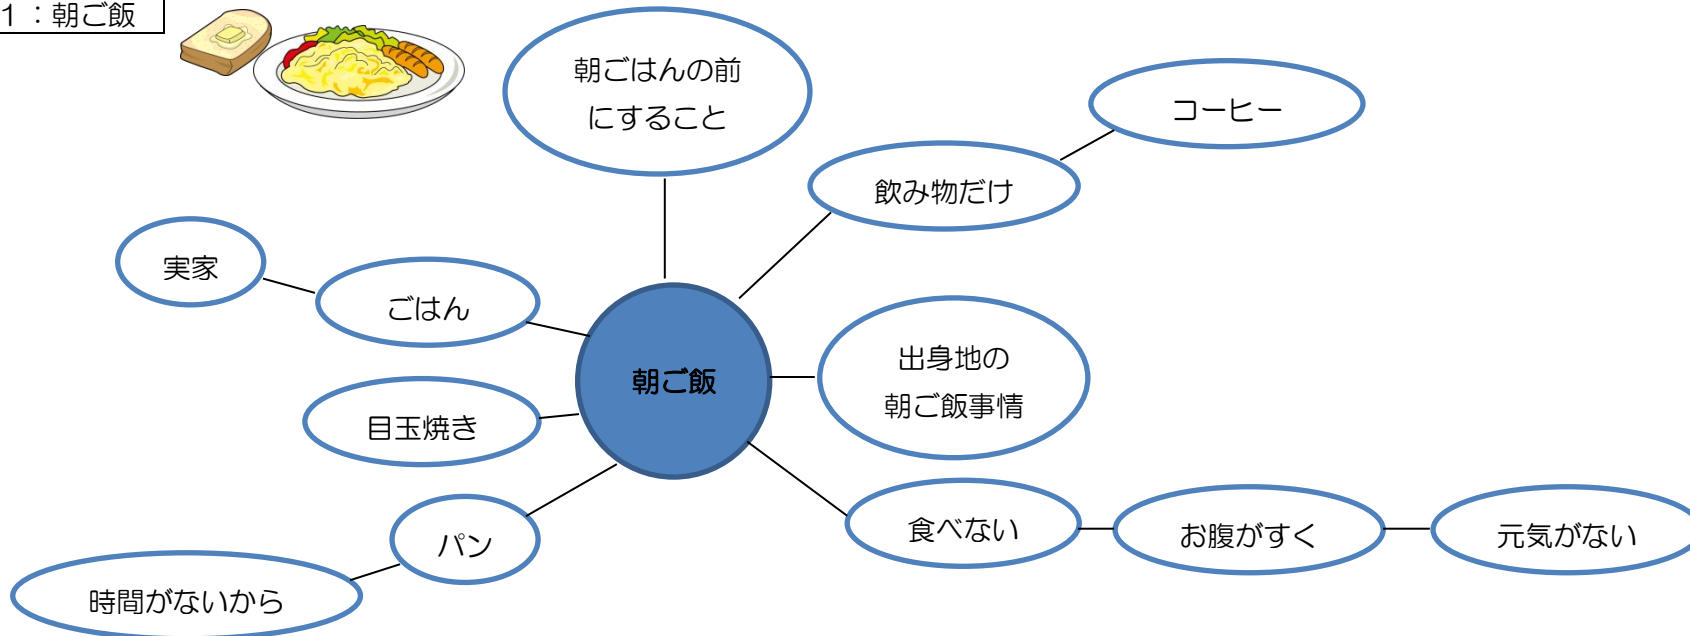 1：朝ご飯
朝ごはんの前
にすること
コーヒー
飲み物だけ
実家
ごはん
出身地の
朝ご飯事情
朝ご飯
目玉焼き
パン
食べない
お腹がすく
元気がない
時間がないから